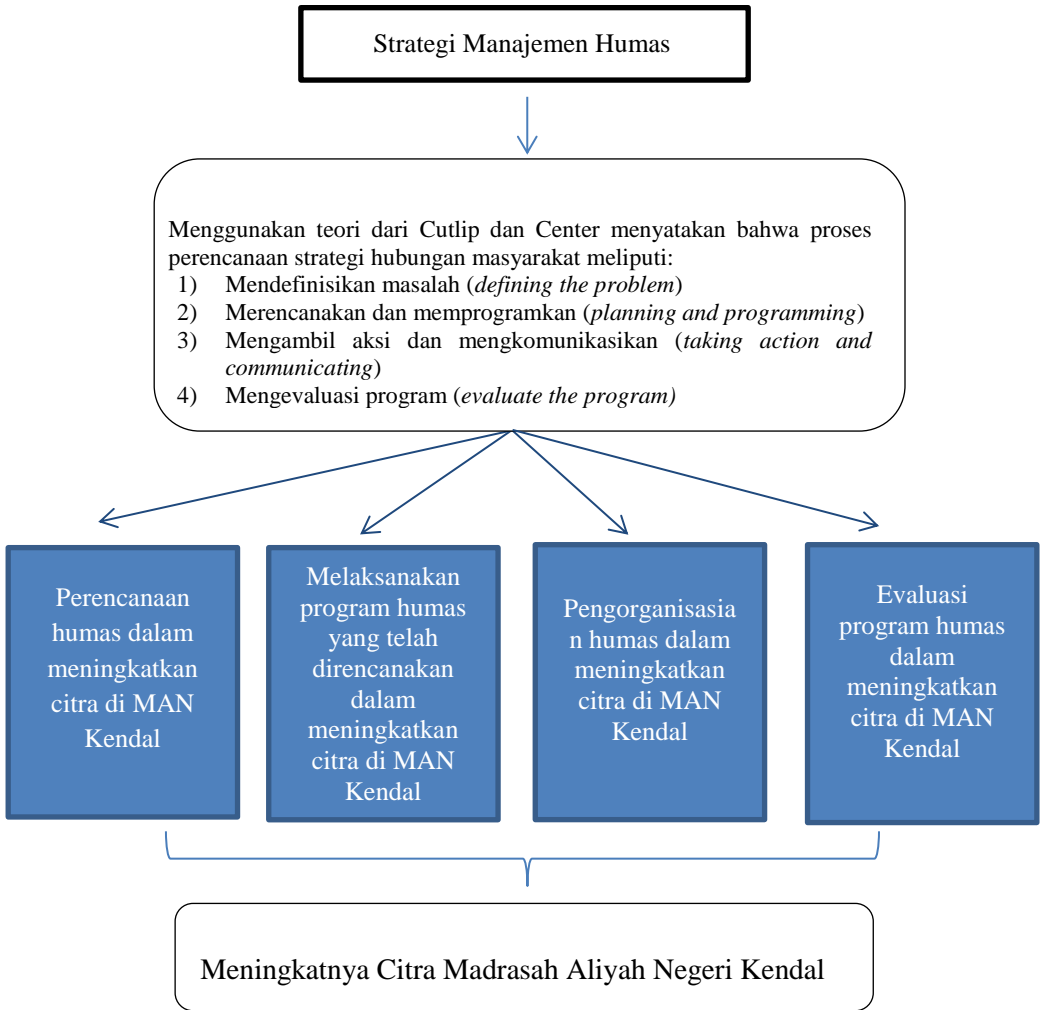 Strategi Manajemen Humas
Menggunakan teori dari Cutlip dan Center menyatakan bahwa proses
perencanaan strategi hubungan masyarakat meliputi:
1) Mendefinisikan masalah (defining the problem)
2) Merencanakan dan memprogramkan (planning and programming)
3) Mengambil aksi dan mengkomunikasikan (taking action and
communicating)
4) Mengevaluasi program (evaluate the program)
Perencanaan
humas dalam
meningkatkan
citra di MAN
Kendal
Melaksanakan
program humas
yang telah
direncanakan
dalam
meningkatkan
citra di MAN
Kendal
Pengorganisasia
n humas dalam
meningkatkan
citra di MAN
Kendal
Evaluasi
program humas
dalam
meningkatkan
citra di MAN
Kendal
Meningkatnya Citra Madrasah Aliyah Negeri Kendal